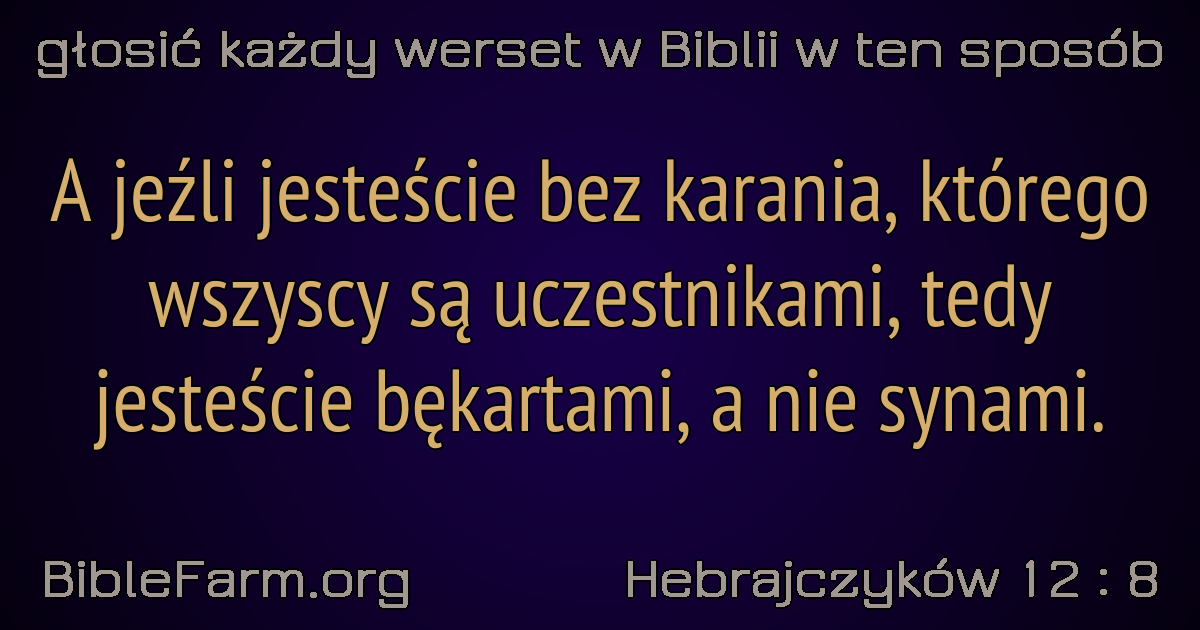 głosić każdy werset w Biblii w ten sposób
A jeźli jesteście bez karania, którego
wszyscy są uczestnikami, tedy
jesteście bękartami, a nie synami.
BibleFarm.org
Hebrajczyków 12 : 8